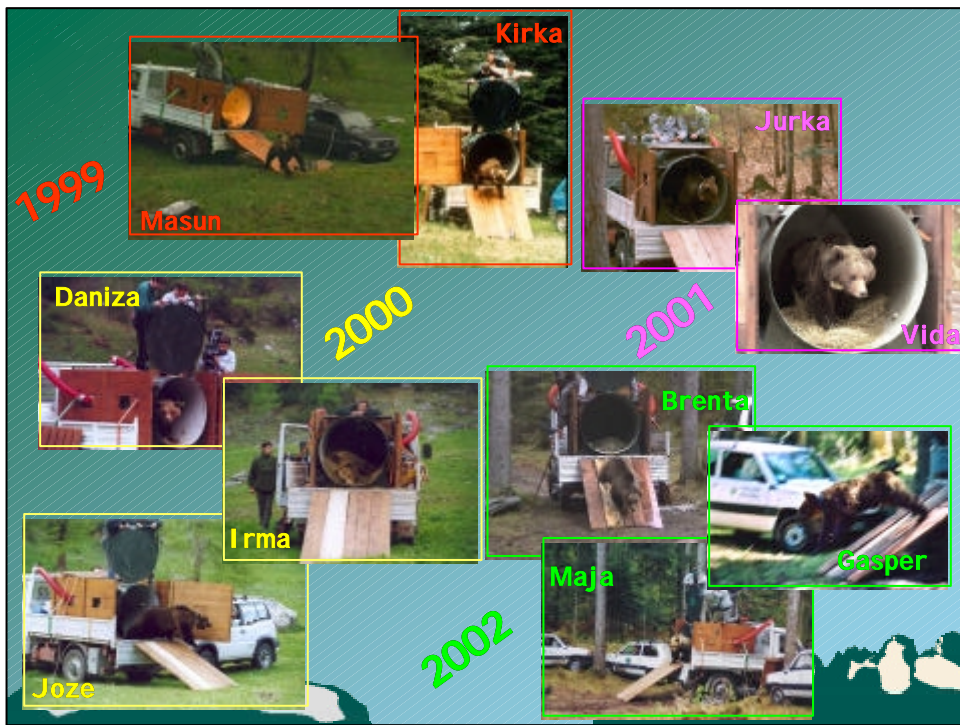 Kirka
Masun
1999
Jurka
Vida
2001
Daniza
2000
Irma
Joze
Brenta
Gasper
Maja
2002